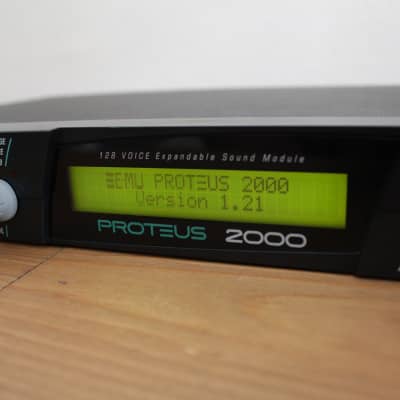 128 VOICE Expandable Sound Module
EMU PROTEUS 2000
Version 1.21
PROTEUS 2000